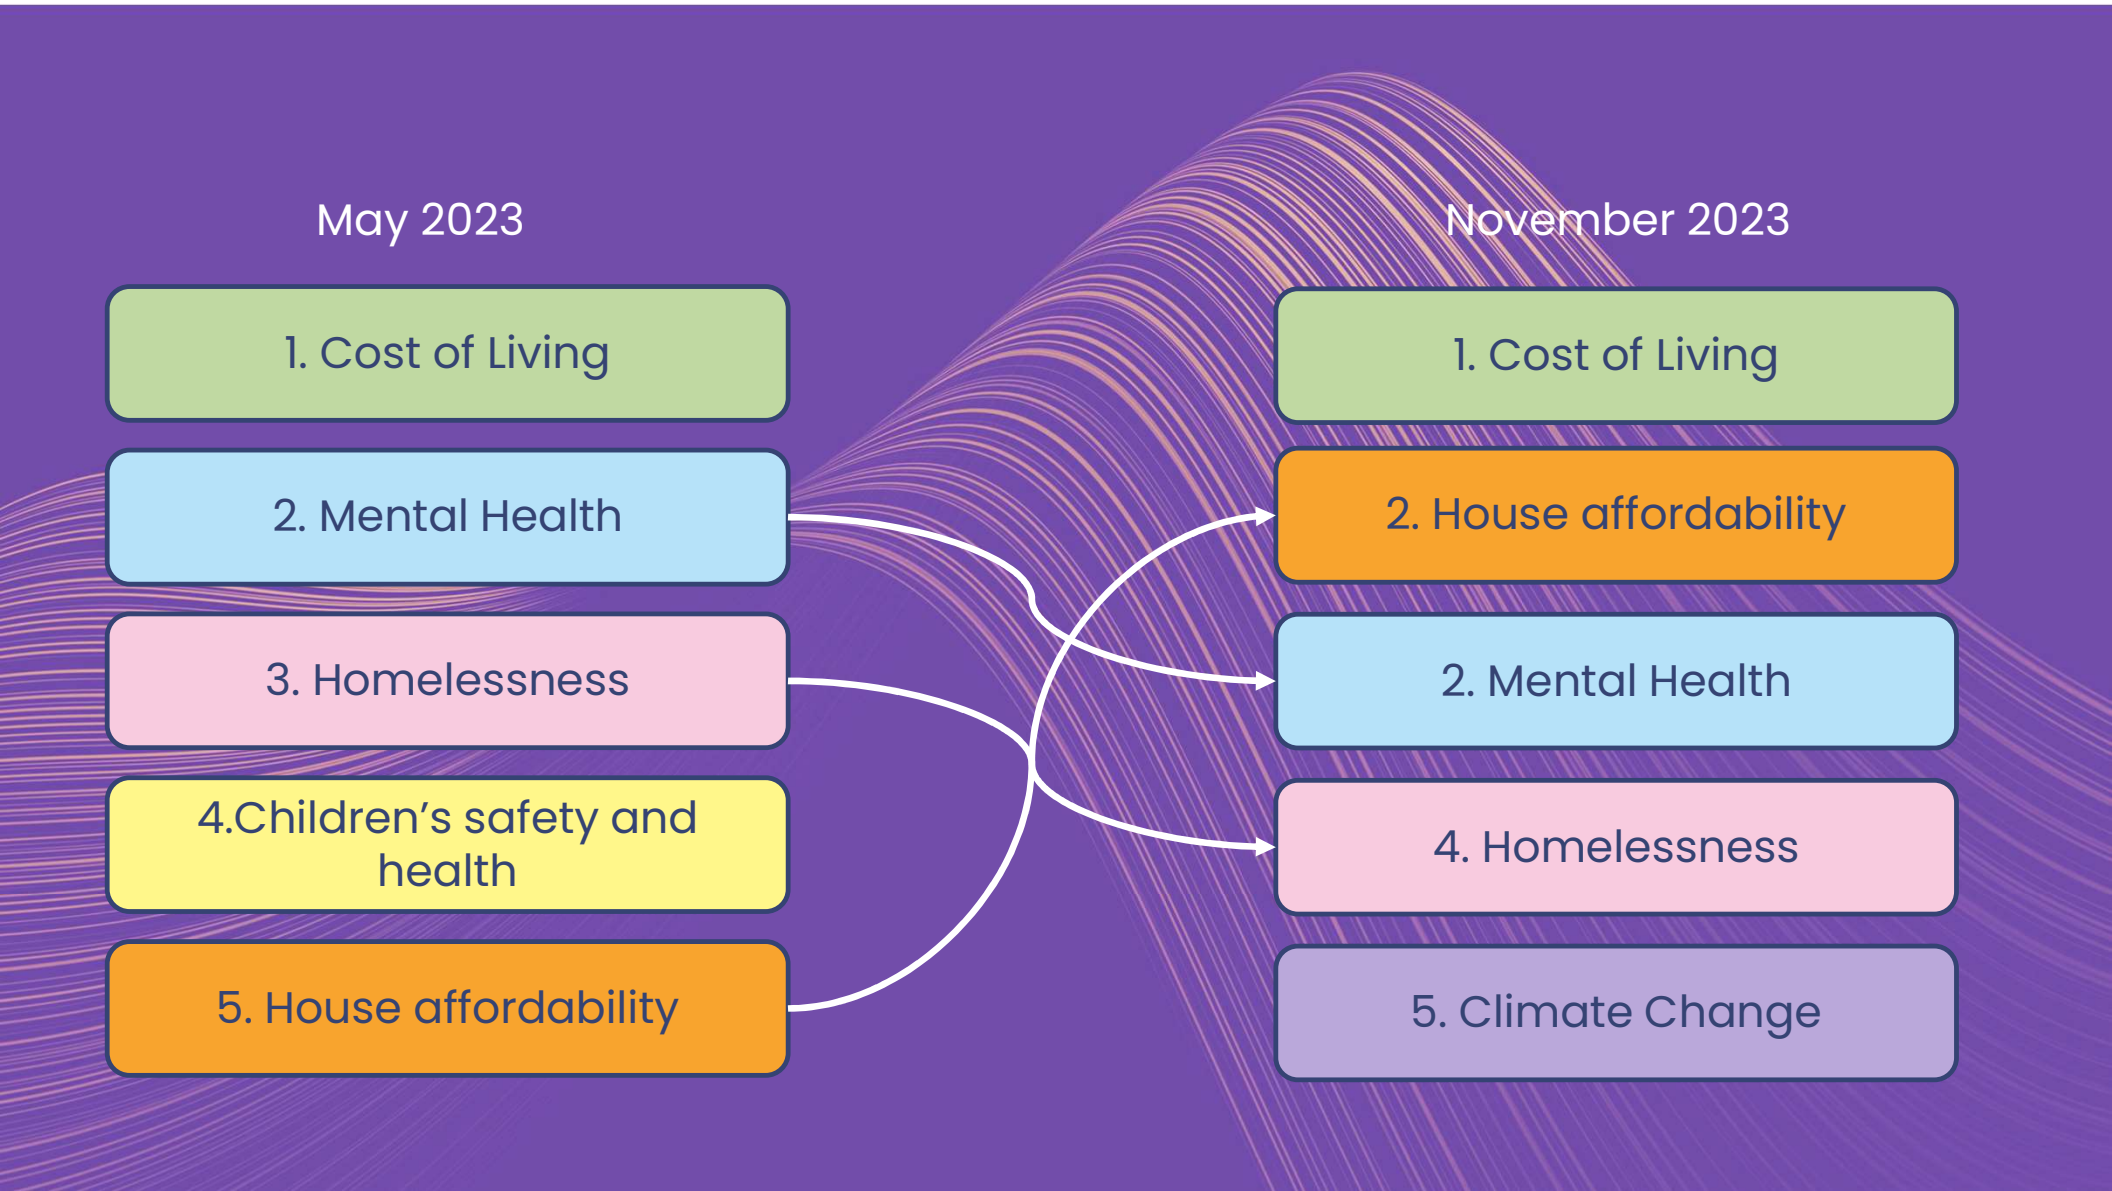 May 2023
November 2023
1. Cost of Living
2. Mental Health
3. Homelessness
4.Children’s safety and
health
5. House affordability
1. Cost of Living
2. House affordability
2. Mental Health
4. Homelessness
5. Climate Change